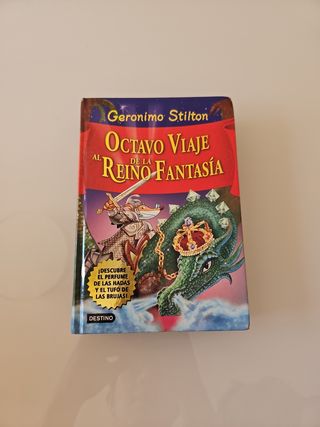 Geronimo Stilton
OCTAVO VIAJE
AL DE LA
REINO FANTASÍA
¡DESCUBRE
EL PERFUME
DE LAS HADAS
Y EL TUFO DE
LAS BRUJAS!
DESTINO